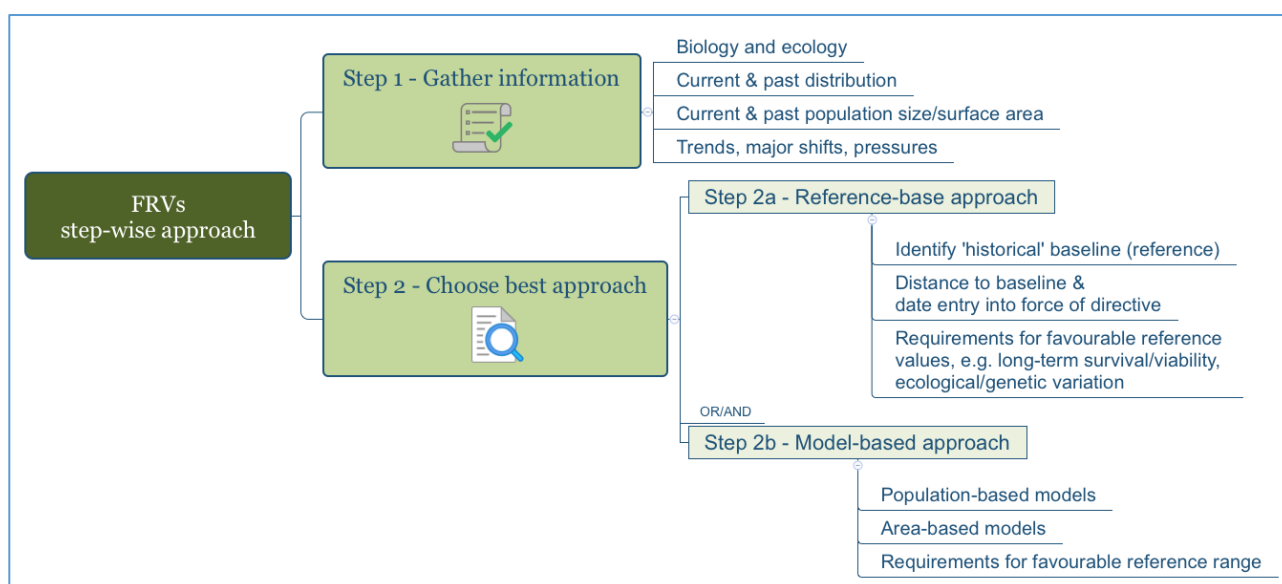 FRVs
step-wise approach
Step 1 - Gather information
Biology and ecology
Current & past distribution
Current & past population size/surface area
Trends, major shifts, pressures
Step 2 - Choose best approach
Step 2a - Reference-base approach
Identify 'historical' baseline (reference)
Distance to baseline &
date entry into force of directive
Requirements for favourable reference
values, e.g. long-term survival/viability,
ecological/genetic variation
OR/AND
Step 2b - Model-based approach
Population-based models
Area-based models
Requirements for favourable reference range